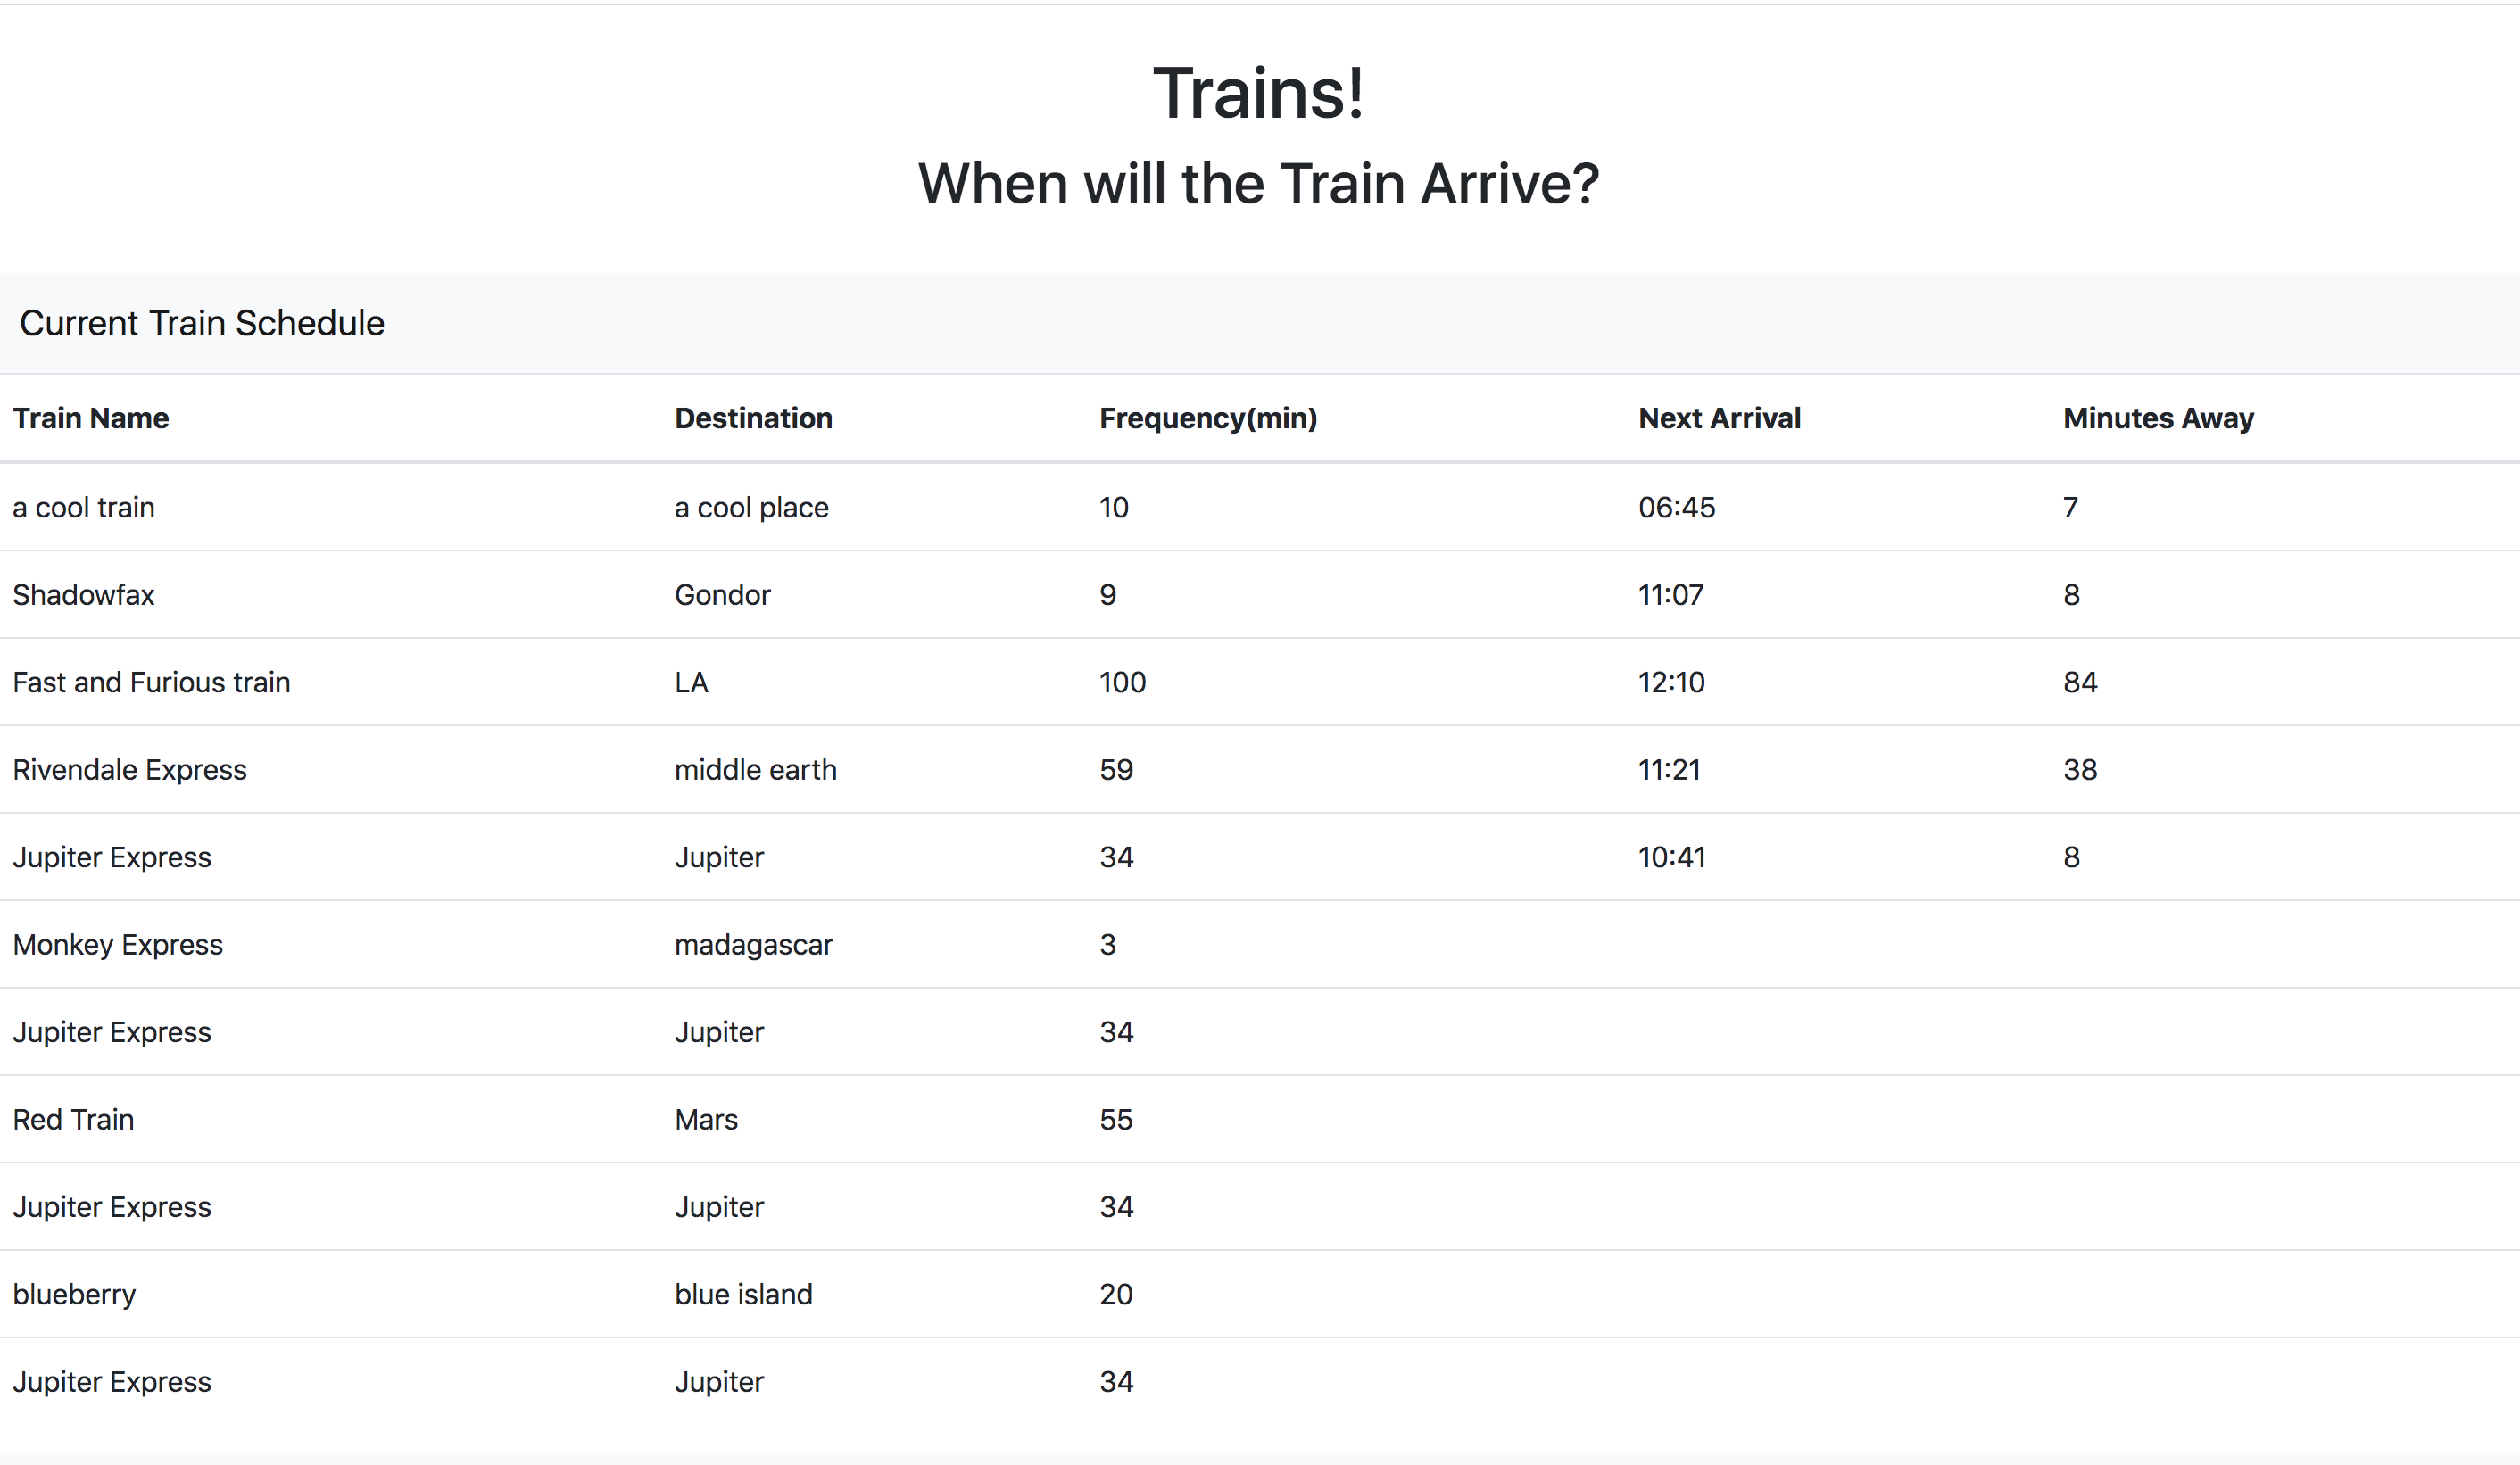 Trains!
When will the Train Arrive?
Current Train Schedule
Train Name Destination Frequency(min) Next Arrival Minutes Away
a cool train a cool place 10 06:45 7
Shadowfax Gondor 9 11:07 8
Fast and Furious train LA 100 12:10 84
Rivendale Express middle earth 59 11:21 38
Jupiter Express Jupiter 34 10:41 8
Monkey Express madagascar 3
Jupiter Express Jupiter 34
Red Train Mars 55
Jupiter Express Jupiter 34
blueberry blue island 20
Jupiter Express Jupiter 34